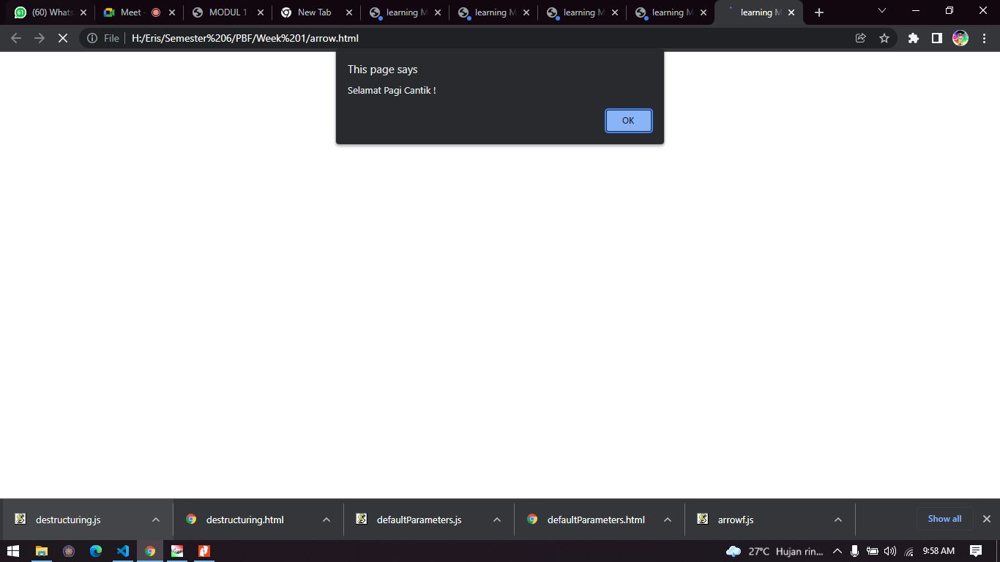 61
(60) Whats
Meet -
MODUL 1
New Tab
learning M
learning M
learning M
learning M
learning M
File
H:/Eris/Semester%206/PBF/Week%201/arrow.html
This page says
Selamat Pagi Cantik !
OK
destructuring.js
destructuring.html
defaultParameters.js
defaultParameters.html
arrowf.js
Show all
27°C Hujan rin...
9:58 AM